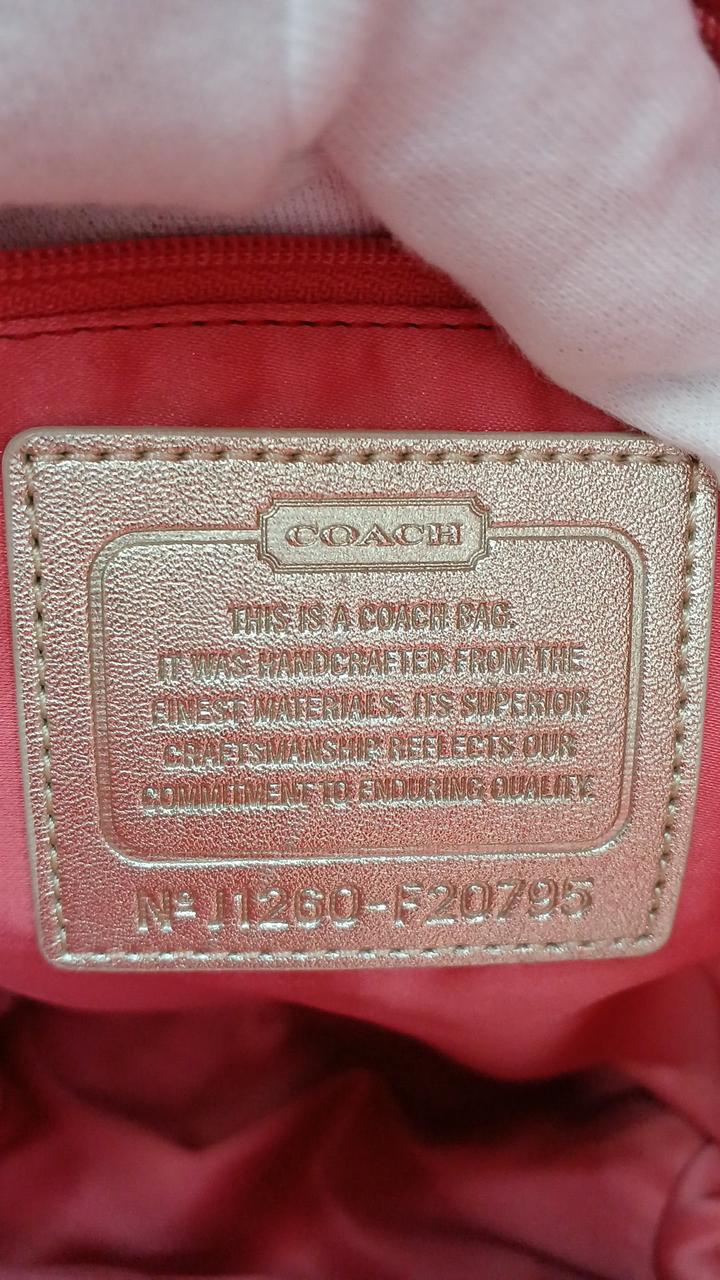 COACH
THIS IS A COACH BAG.
IT WAS HANDCRAFTED FROM THE
FINEST MATERIALS. ITS SUPERIOR
CRAFTSMANSHIP REFLECTS OUR
COMMITMENT TO ENDURING QUALITY.
Nº J1260-F20795